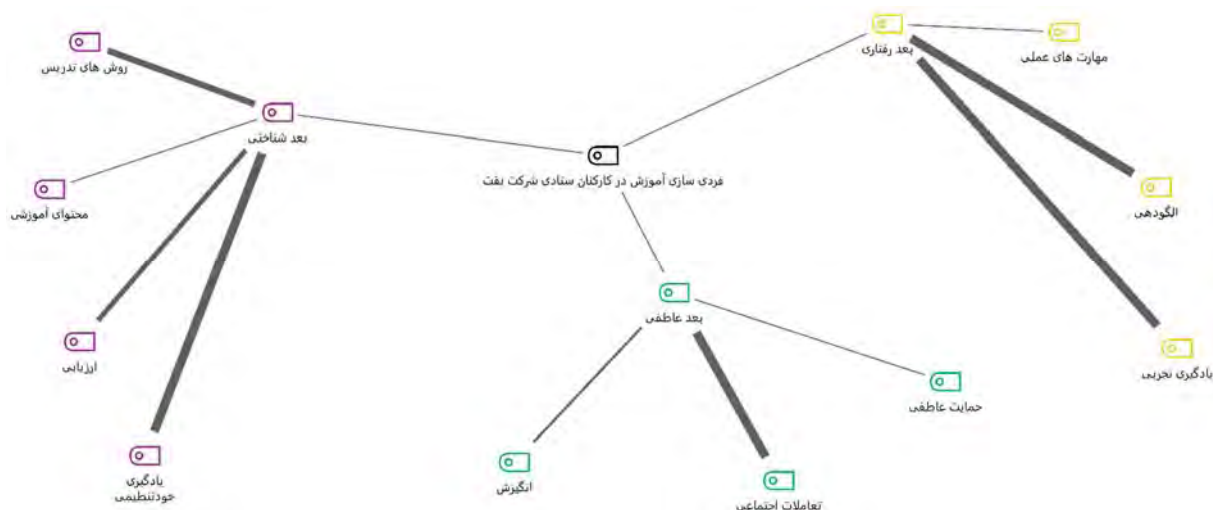 بعد رفتاری
مهارت های عملی
روش های تدریس
بعد شناختی
فردی سازی آموزش در کارکنان ستادی شرکت نفت
محتوای آموزشی
الگودهی
بعد عاطفی
ارزیابی
یادگیری تجربی
حمایت عاطفی
یادگیری
خودتنظیمی
انگیزش
تعاملات اجتماعی